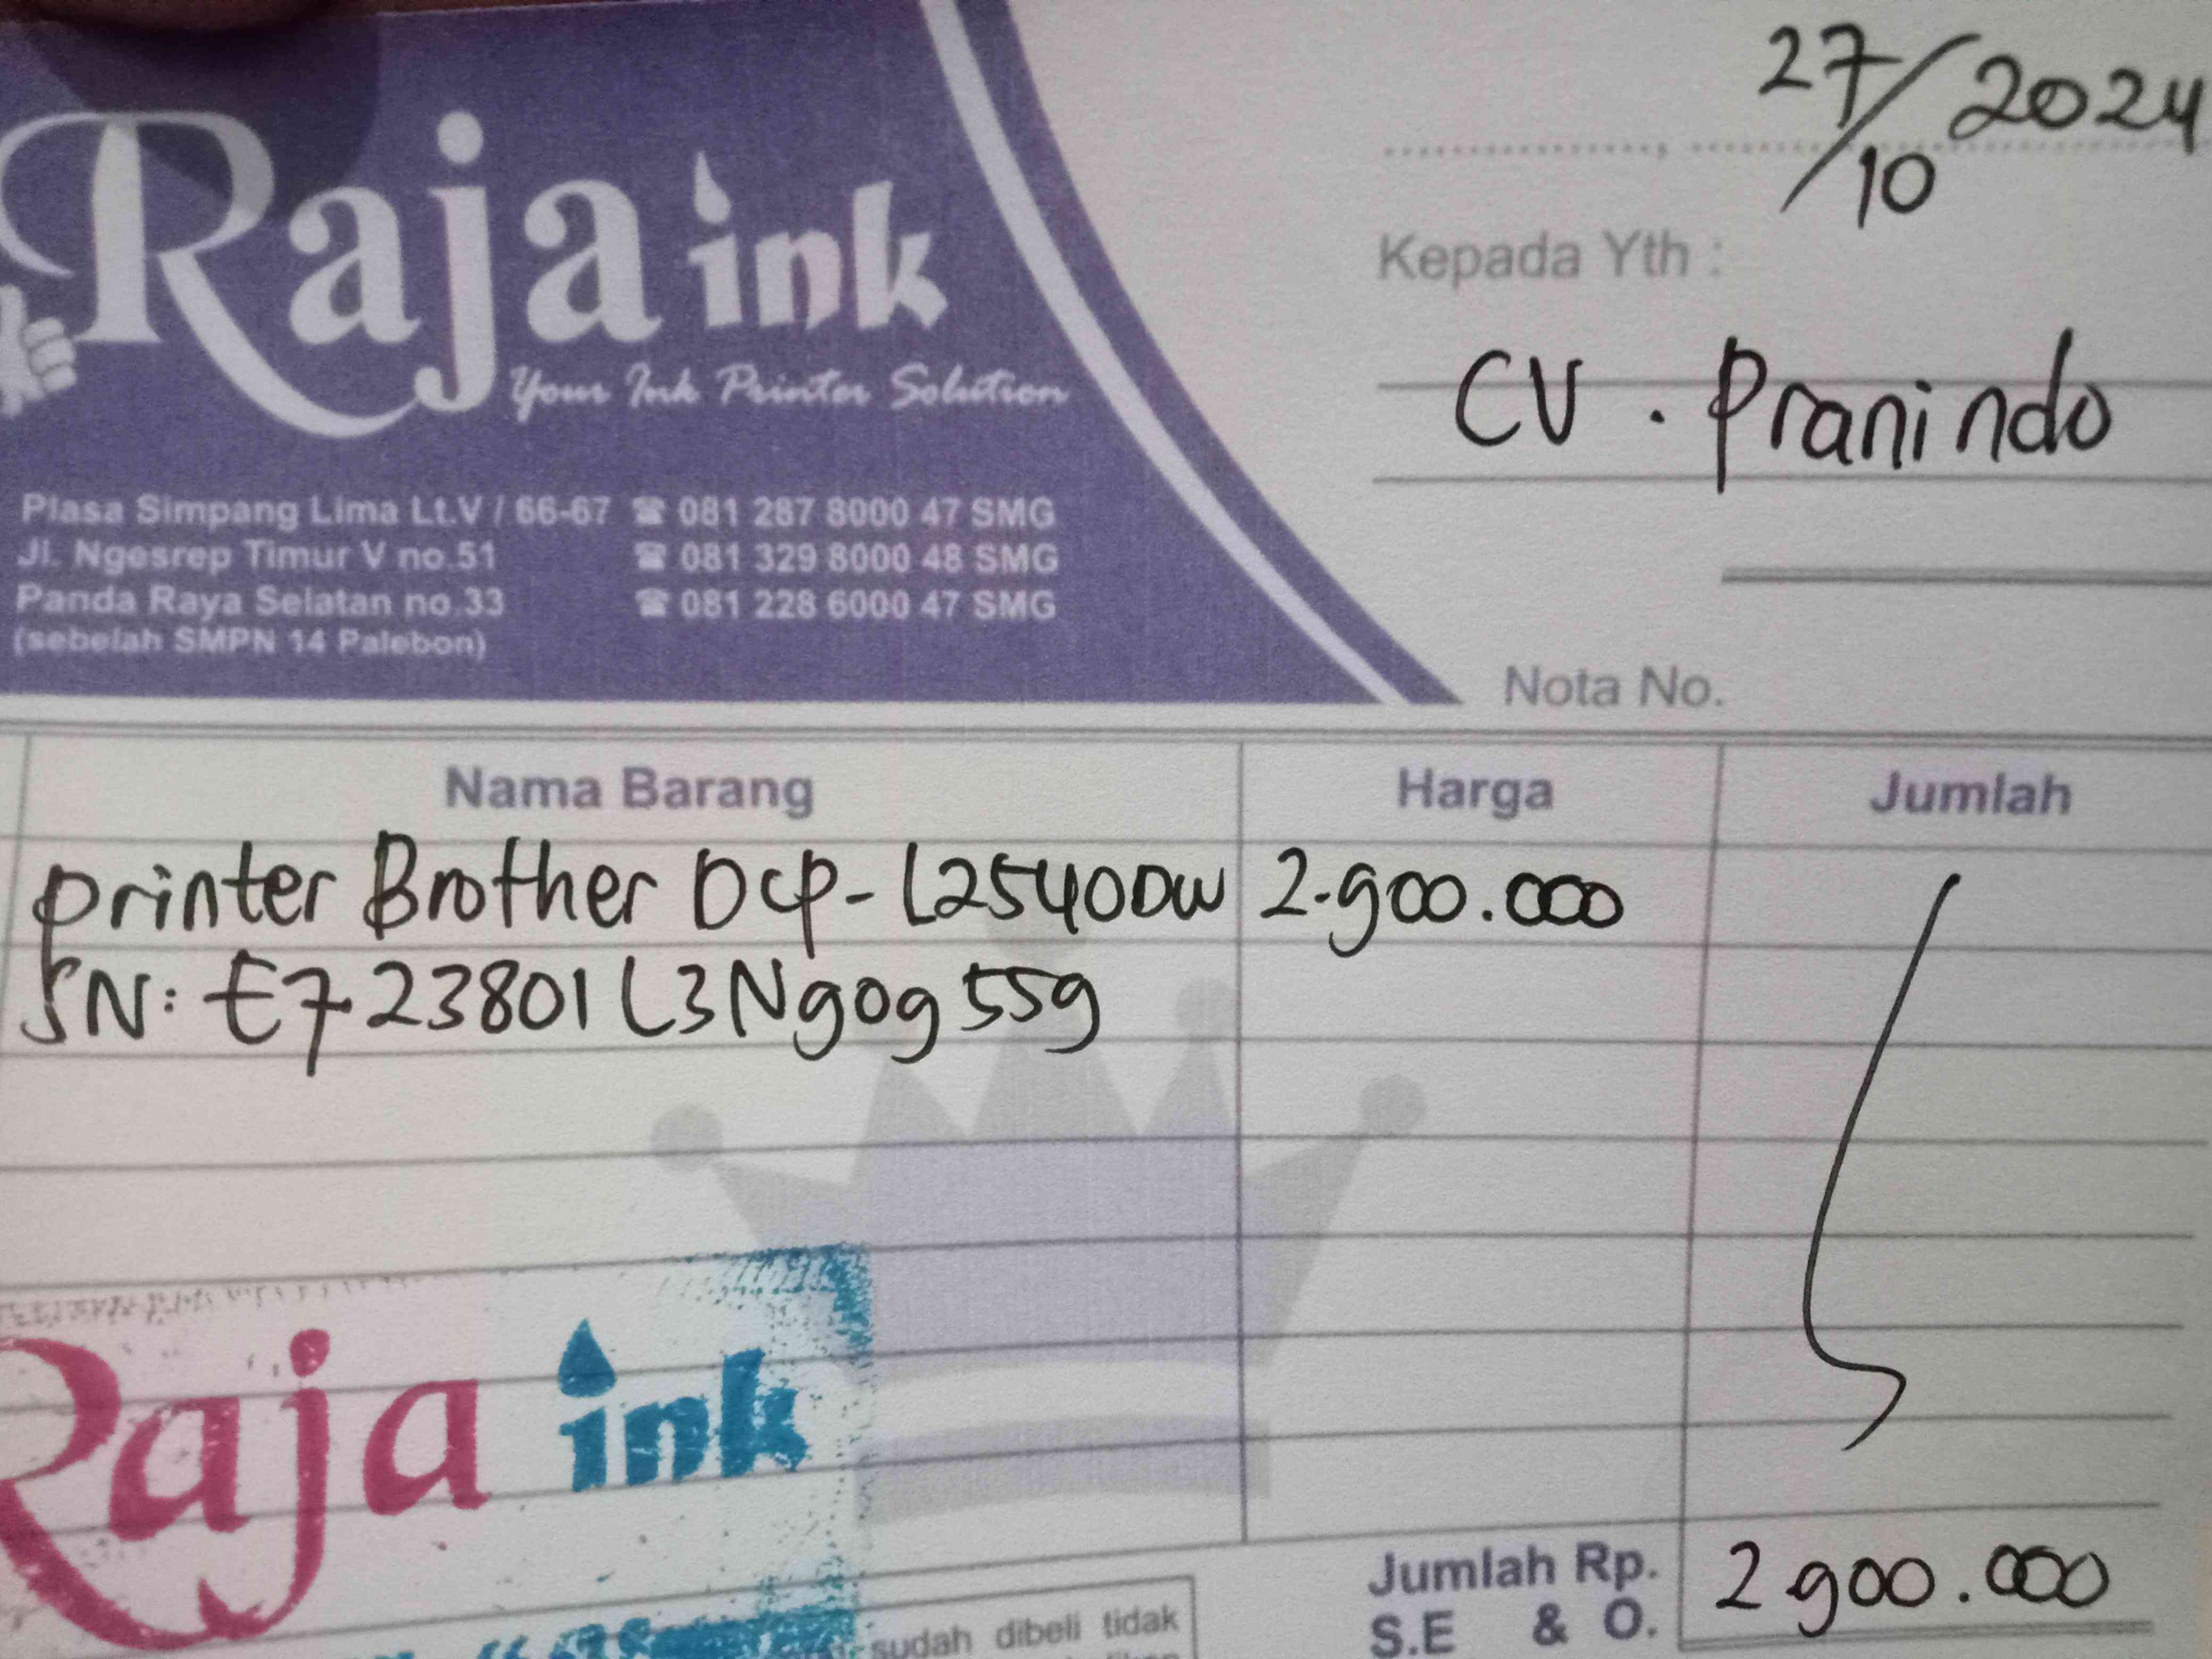 Raja ink
Your Ink Printer Solution
Plasa Simpang Lima Lt.V / 66-67 ☎ 081 287 8000 47 SMG
Jl. Ngesrep Timur V no.51 ☎ 081 329 8000 48 SMG
Panda Raya Selatan no.33 ☎ 081 228 6000 47 SMG
(sebelah SMPN 14 Palebon)
27/10 2024
Kepada Yth :
CV. Pranindo
Nota No.
Nama Barang Harga Jumlah
Printer Brother DCP-L2540DW 2.900.000
SN: E723801L3N909559
Raja ink
Jumlah Rp. 2900.000
S.E & O.
sudah dibeli tidak